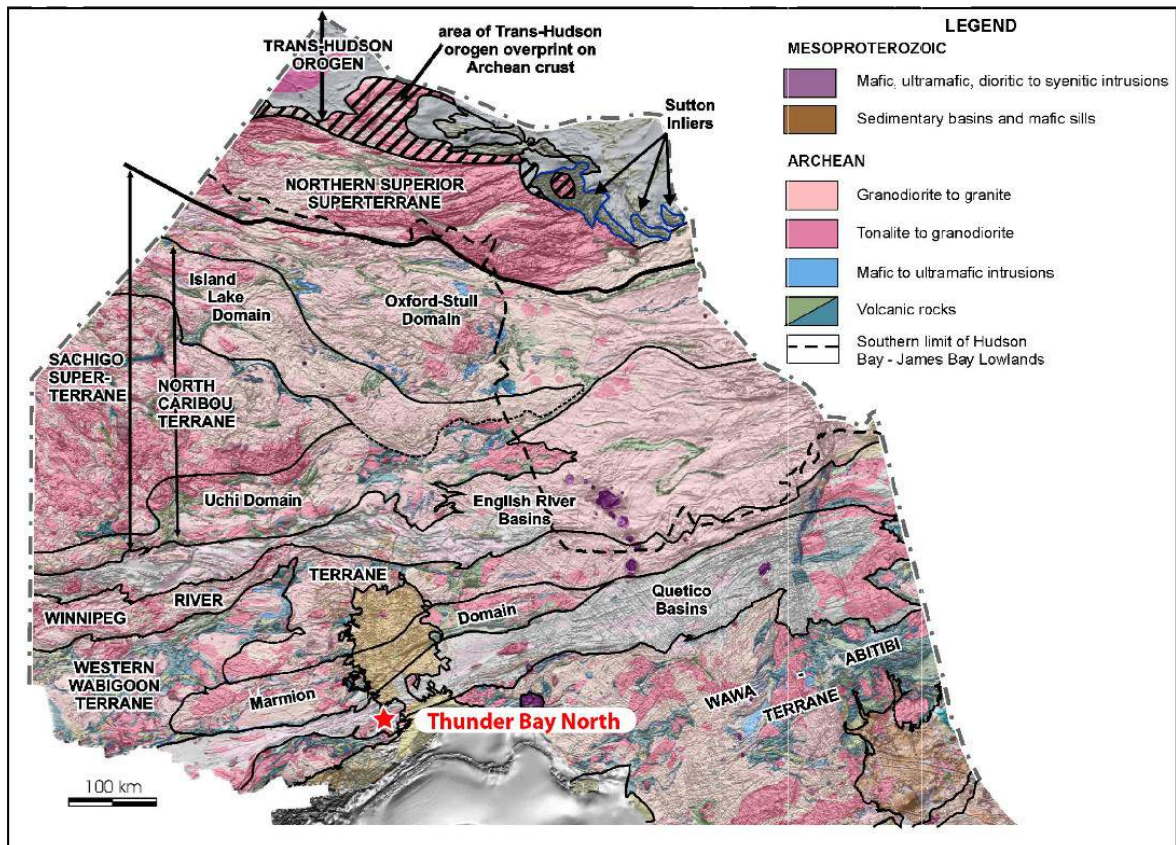 TRANS-HUDSON
OROGEN
area of Trans-Hudson
orogen overprint on
Archean crust
Sutton
Inliers
NORTHERN SUPERIOR
SUPERTERRANE
Island
Lake
Domain
Oxford-Stull
Domain
SACHIGO
SUPER-
TERRANE
NORTH
CARIBOU
TERRANE
Uchi Domain
English River
Basins
WINNIPEG
RIVER
TERRANE
Domain
Quetico
Basins
WESTERN
WABIGOON
TERRANE
Marmion
WAWA
-
ABITIBI
TERRANE
Thunder Bay North
100 km
LEGEND
MESOPROTEROZOIC
Mafic, ultramafic, dioritic to syenitic intrusions
Sedimentary basins and mafic sills
ARCHEAN
Granodiorite to granite
Tonalite to granodiorite
Mafic to ultramafic intrusions
Volcanic rocks
Southern limit of Hudson
Bay - James Bay Lowlands